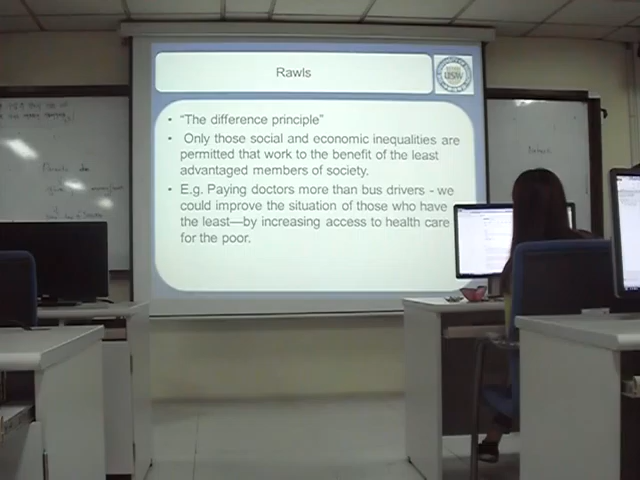 Rawls
• “The difference principle”
• Only those social and economic inequalities are
permitted that work to the benefit of the least
advantaged members of society.
• E.g. Paying doctors more than bus drivers - we
could improve the situation of those who have
the least—by increasing access to health care
for the poor.